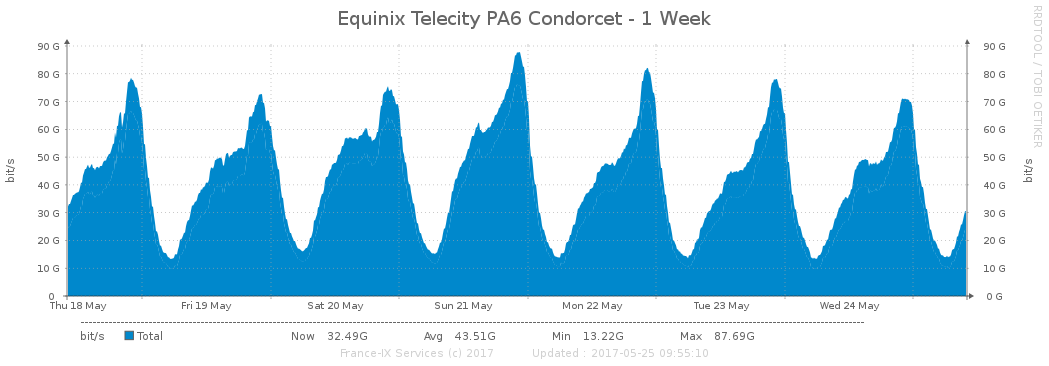 Equinix Telecity PA6 Condorcet - 1 Week
RRDTOOL / TOBI OETIKER
90 G 90 G
80 G 80 G
70 G 70 G
60 G 60 G
50 G 50 G
40 G 40 G
30 G 30 G
20 G 20 G
10 G 10 G
0 0 G
bit/s bit/s
Thu 18 May Fri 19 May Sat 20 May Sun 21 May Mon 22 May Tue 23 May Wed 24 May
bit/s Total Now 32.49G Avg 43.51G Min 13.22G Max 87.69G
France-IX Services (c) 2017 Updated : 2017-05-25 09:55:10